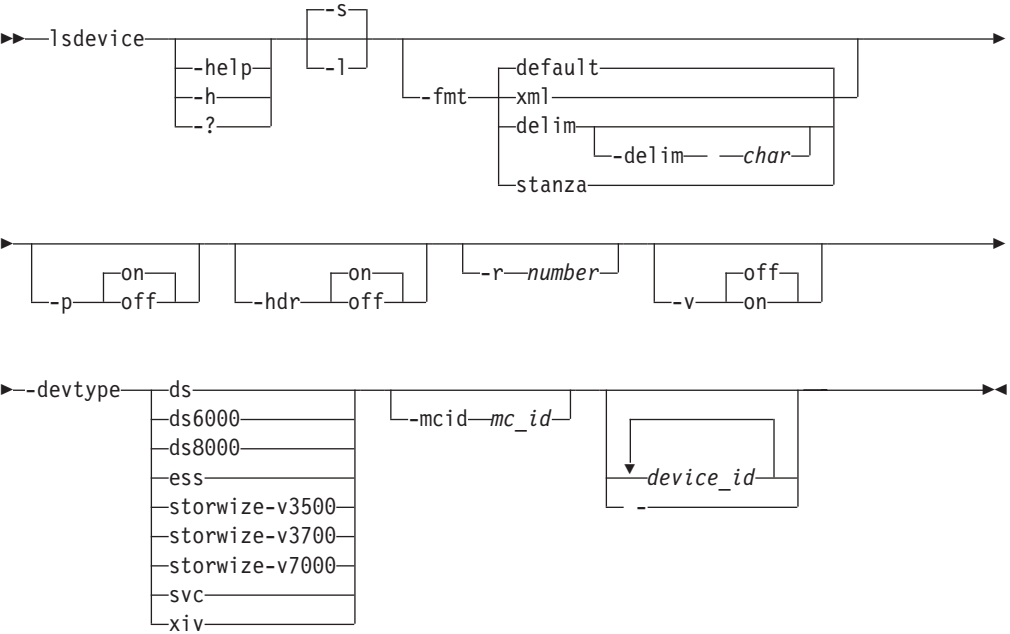 -s
lsdevice
-help
-l
default
-h
-fmt
xml
-?
delim
-delim char
stanza
on
on
off
-p
off
-hdr
off
-r number
-v
on
-devtype
ds
ds6000
-mcid mc_id
ds8000
ess
device_id
storwize-v3500
-
storwize-v3700
storwize-v7000
svc
xiv